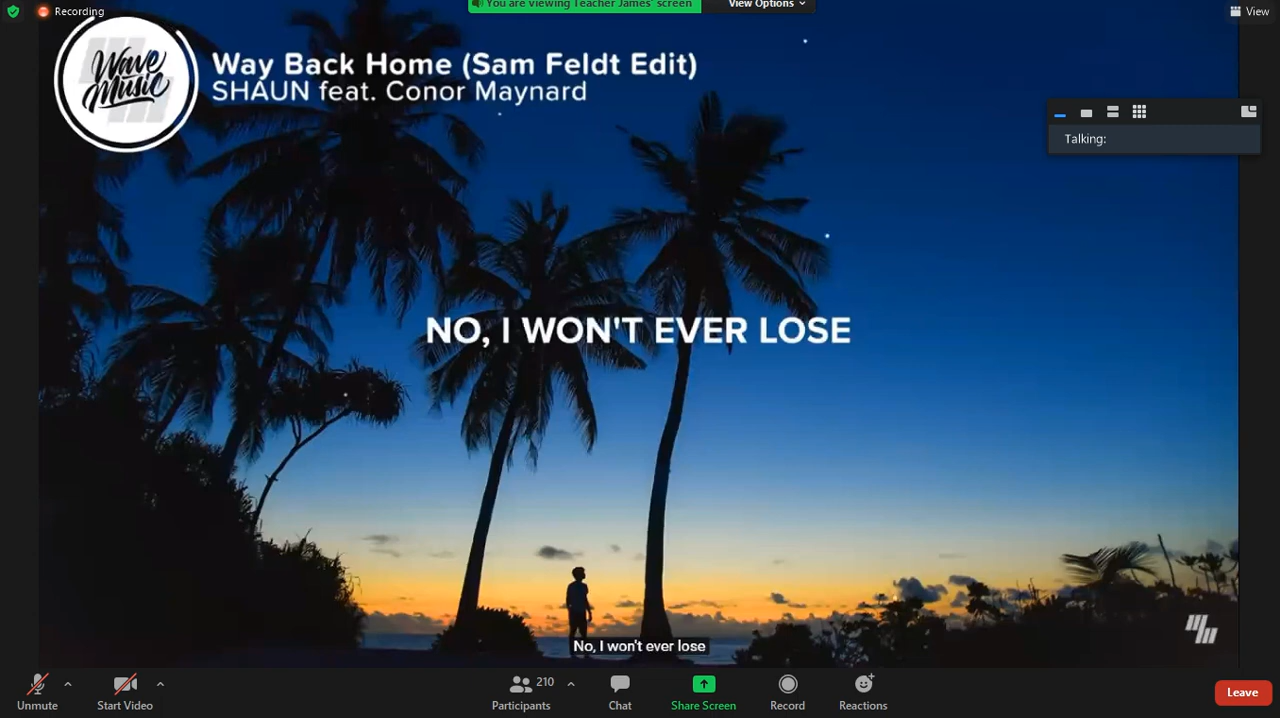 Recording
You are viewing Teacher James' screen
View Options
View
Wave Music
Way Back Home (Sam Feldt Edit)
SHAUN feat. Conor Maynard
Talking:
NO, I WON'T EVER LOSE
No, I won't ever lose
Unmute
Start Video
210
Participants
Chat
Share Screen
Record
Reactions
Leave